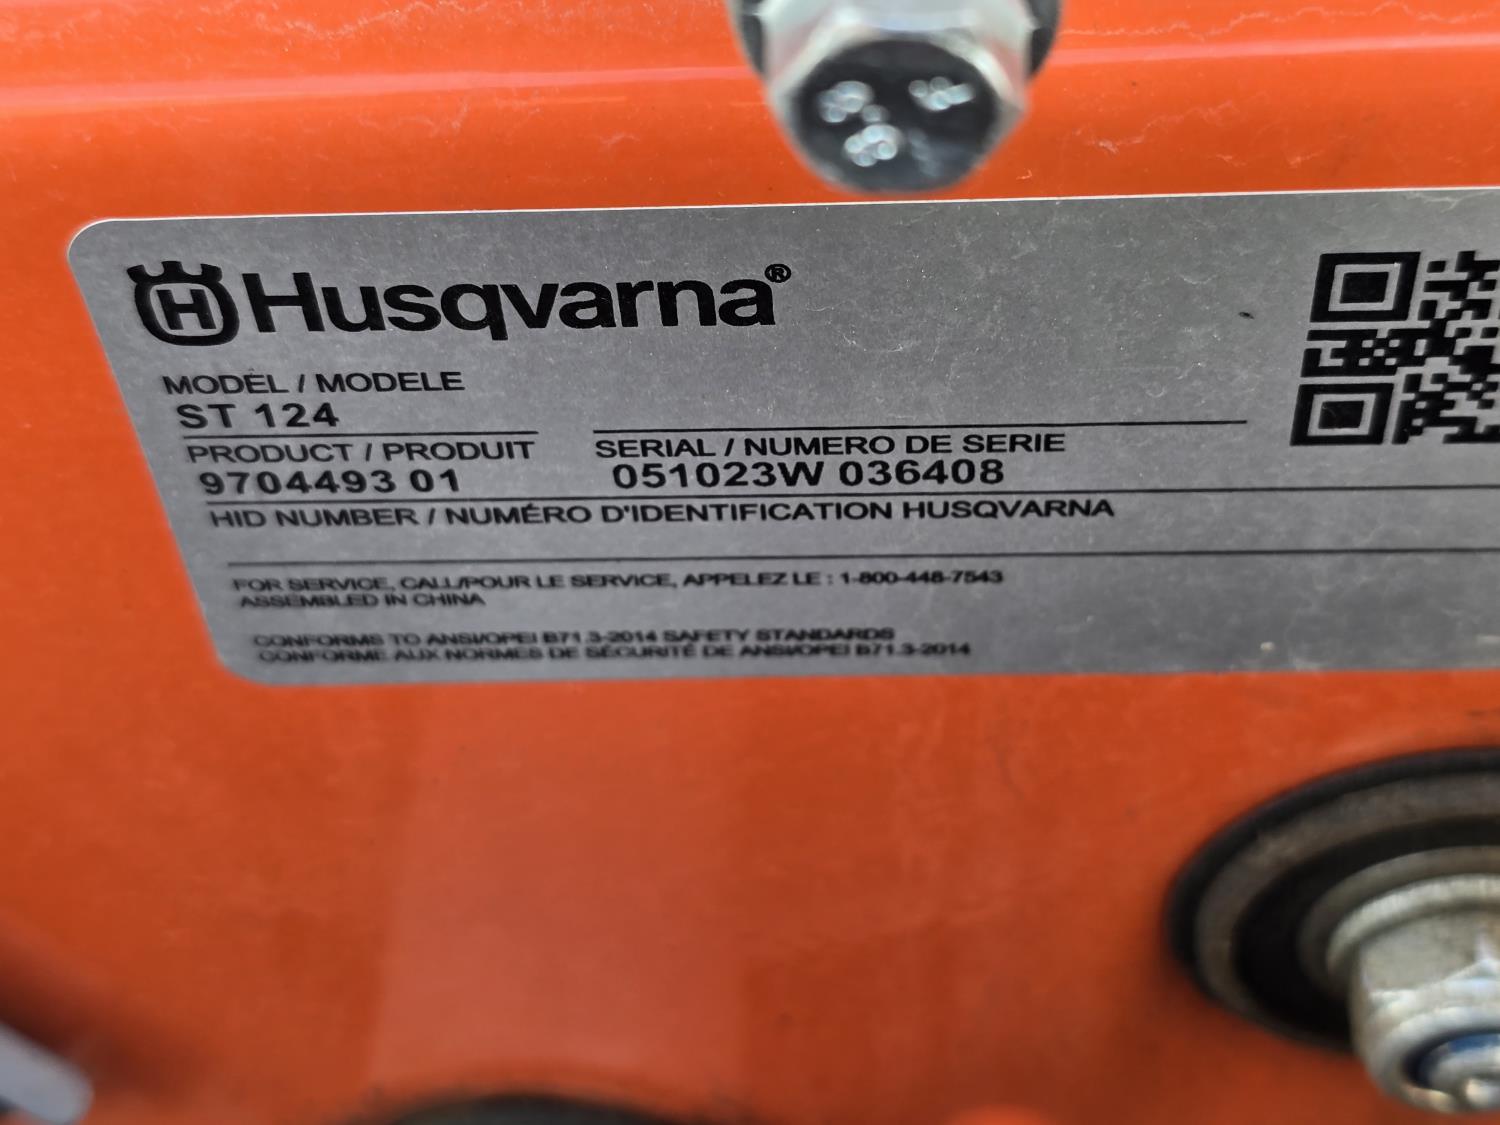 Husqvarna®
MODEL / MODELE
ST 124
PRODUCT / PRODUIT
9704493 01
SERIAL / NUMERO DE SERIE
051023W 036408
HID NUMBER / NUMÉRO D'IDENTIFICATION HUSQVARNA
FOR SERVICE, CALL/POUR LE SERVICE, APPELEZ LE : 1-800-448-7543
ASSEMBLED IN CHINA
CONFORMS TO ANSI/OPEI B71.3-2014 SAFETY STANDARDS
CONFORME AUX NORMES DE SÉCURITÉ DE ANSI/OPEI B71.3-2014